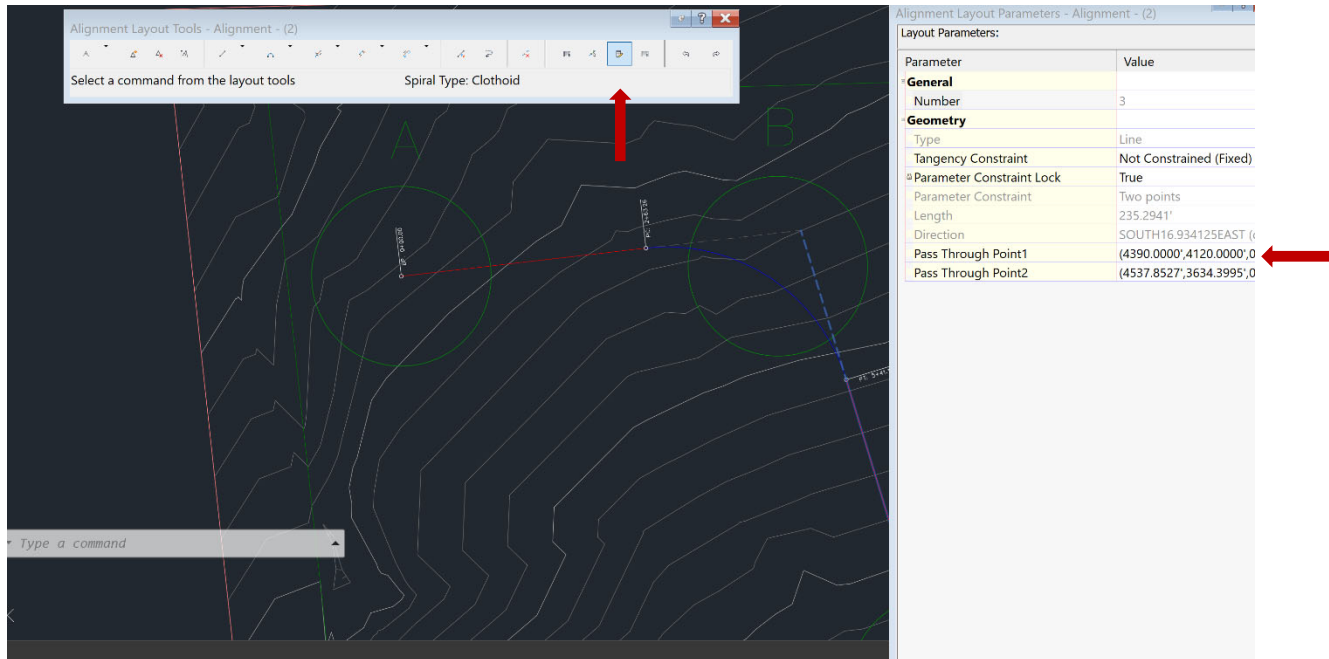 Alignment Layout Tools - Alignment - (2)
Select a command from the layout tools
Spiral Type: Clothoid
A
B
Type a command
Alignment Layout Parameters - Alignment - (2)
Layout Parameters:
Parameter Value
General
Number 3
Geometry
Type Line
Tangency Constraint Not Constrained (Fixed)
Parameter Constraint Lock True
Parameter Constraint Two points
Length 235.2941'
Direction SOUTH16.934125EAST (
Pass Through Point1 (4390.0000',4120.0000',0
Pass Through Point2 (4537.8527',3634.3995',0